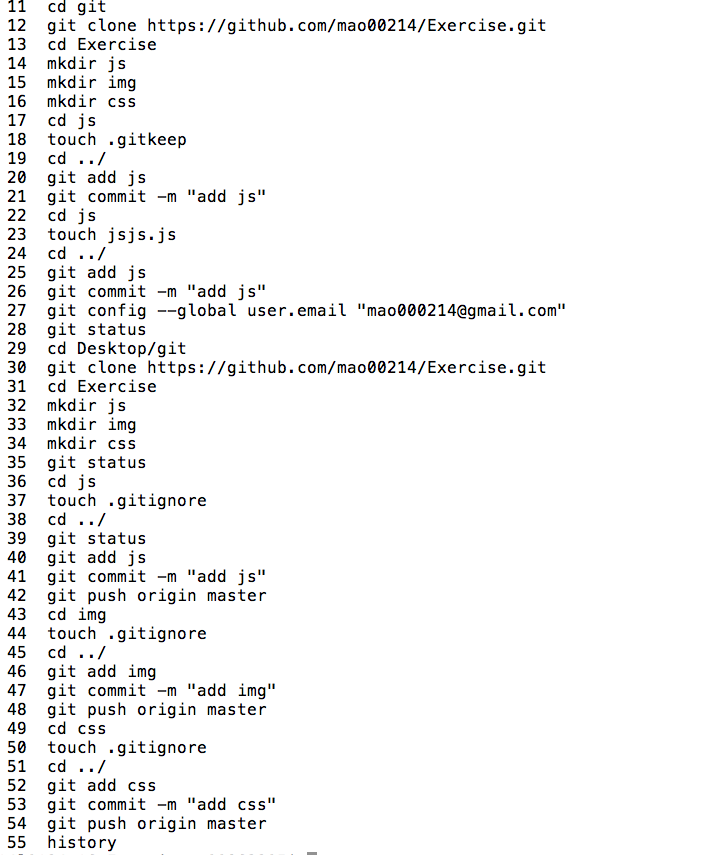 11 cd git
12 git clone https://github.com/mao00214/Exercise.git
13 cd Exercise
14 mkdir js
15 mkdir img
16 mkdir css
17 cd js
18 touch .gitkeep
19 cd ../
20 git add js
21 git commit -m "add js"
22 cd js
23 touch jsjs.js
24 cd ../
25 git add js
26 git commit -m "add js"
27 git config --global user.email "mao000214@gmail.com"
28 git status
29 cd Desktop/git
30 git clone https://github.com/mao00214/Exercise.git
31 cd Exercise
32 mkdir js
33 mkdir img
34 mkdir css
35 git status
36 cd js
37 touch .gitignore
38 cd ../
39 git status
40 git add js
41 git commit -m "add js"
42 git push origin master
43 cd img
44 touch .gitignore
45 cd ../
46 git add img
47 git commit -m "add img"
48 git push origin master
49 cd css
50 touch .gitignore
51 cd ../
52 git add css
53 git commit -m "add css"
54 git push origin master
55 history